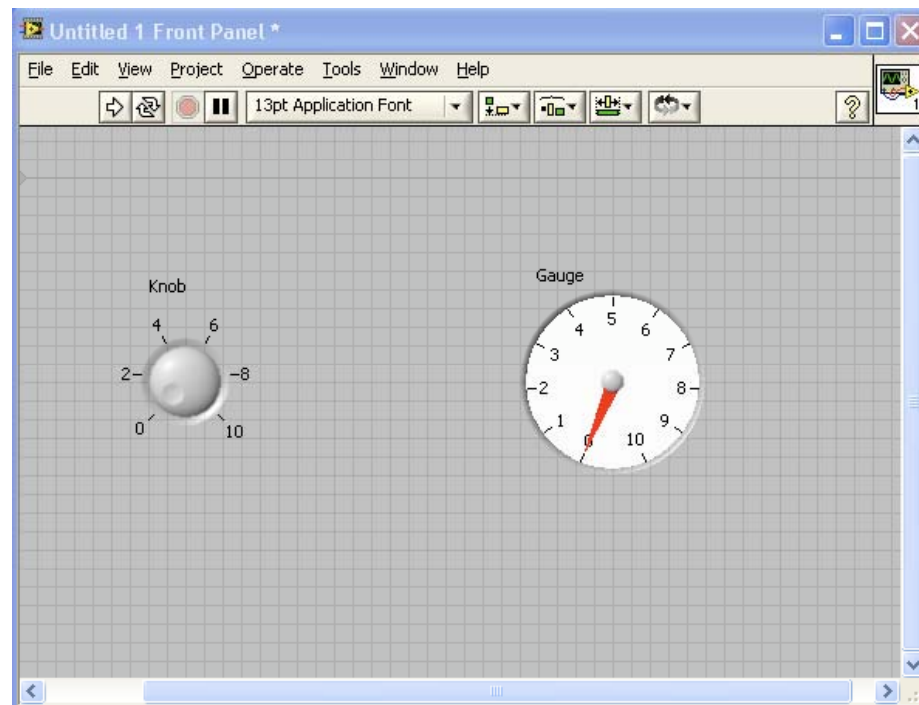 Untitled 1 Front Panel *
File Edit View Project Operate Tools Window Help
13pt Application Font
?
1
Knob
4 6
2 8
0 10
Gauge
5
4 6
3 7
2 8
1 9
0 10